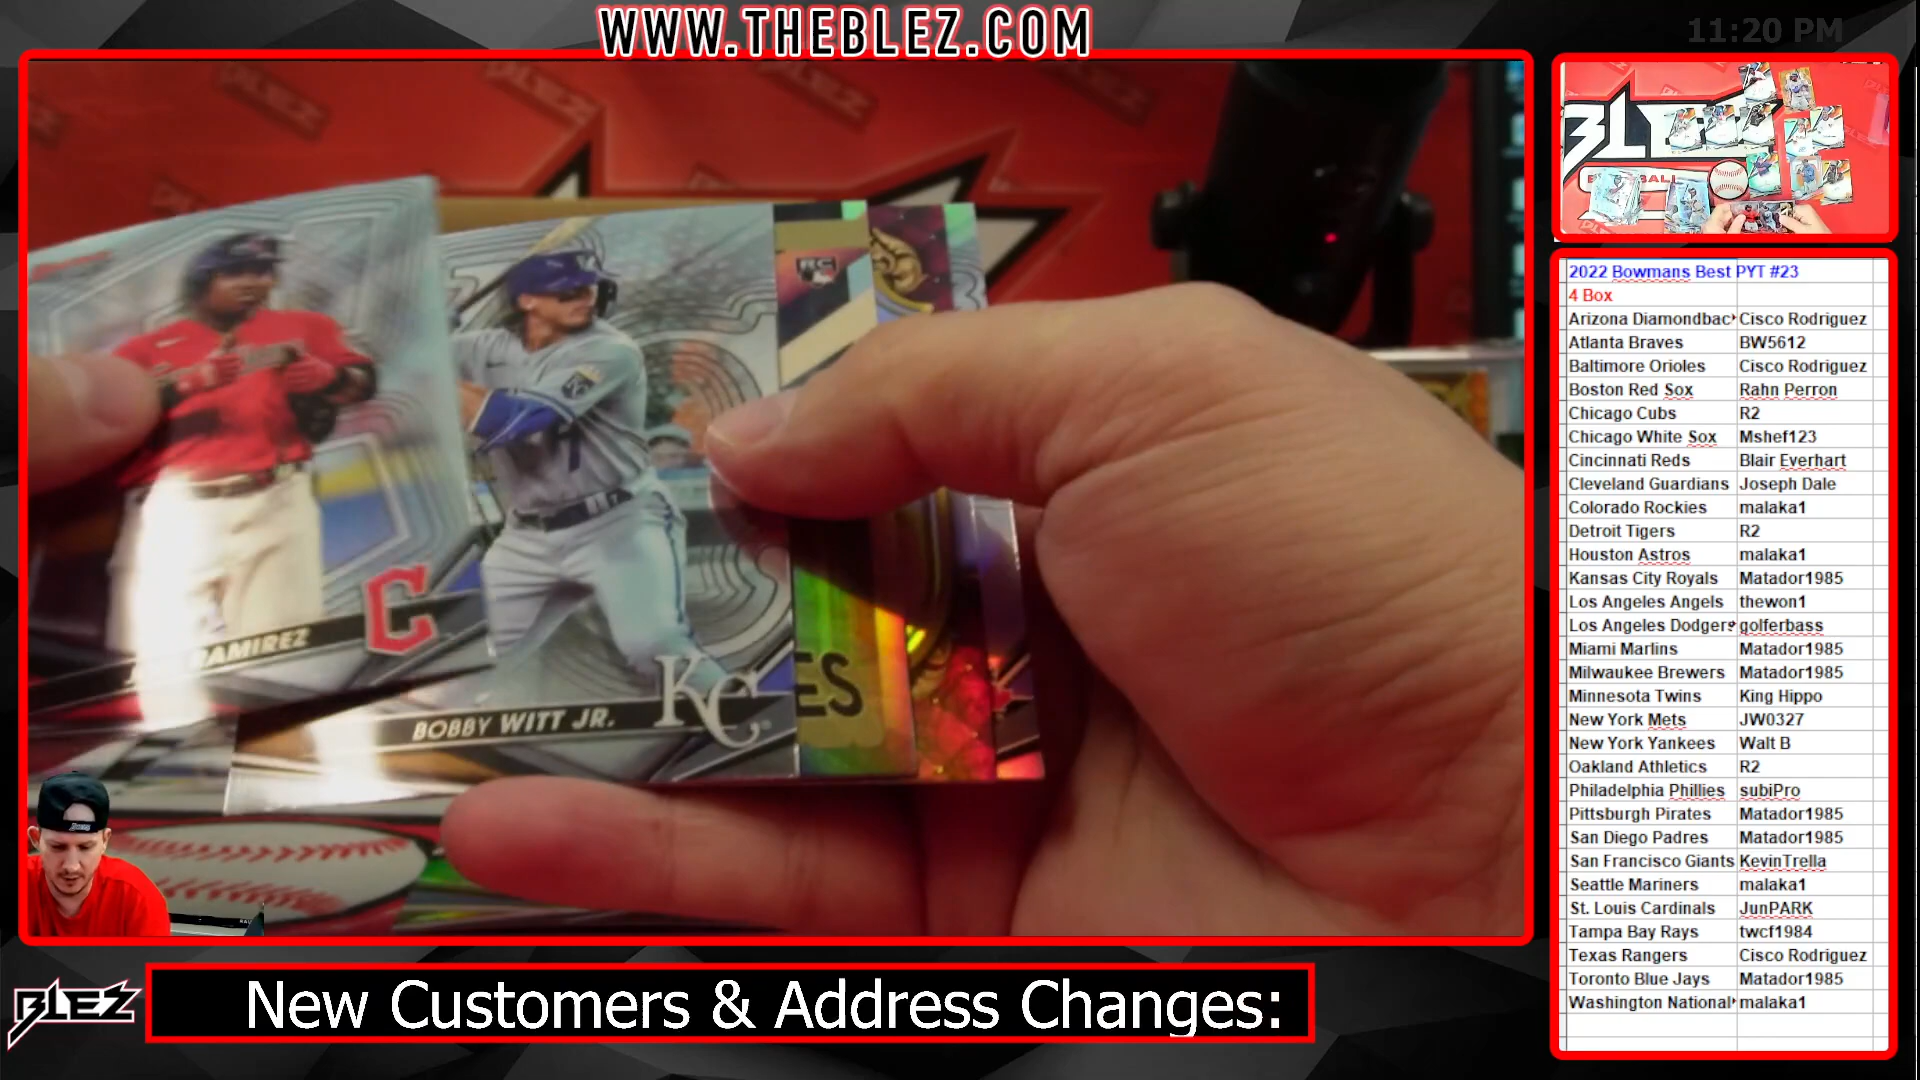 WWW.THEBLEZ.COM
11:20 PM
BLEZ
BLEZ
BLEZ
RC
RAMIREZ
C
BOBBY WITT JR.
KC
7
ES
2022 Bowmans Best PYT #23
4 Box
Arizona Diamondbac Cisco Rodriguez
Atlanta Braves BW5612
Baltimore Orioles Cisco Rodriguez
Boston Red Sox Rahn Perron
Chicago Cubs R2
Chicago White Sox Mshef123
Cincinnati Reds Blair Everhart
Cleveland Guardians Joseph Dale
Colorado Rockies malaka1
Detroit Tigers R2
Houston Astros malaka1
Kansas City Royals Matador1985
Los Angeles Angels thewon1
Los Angeles Dodgers golferbass
Miami Marlins Matador1985
Milwaukee Brewers Matador1985
Minnesota Twins King Hippo
New York Mets JW0327
New York Yankees Walt B
Oakland Athletics R2
Philadelphia Phillies subiPro
Pittsburgh Pirates Matador1985
San Diego Padres Matador1985
San Francisco Giants KevinTrella
Seattle Mariners malaka1
St. Louis Cardinals JunPARK
Tampa Bay Rays twcf1984
Texas Rangers Cisco Rodriguez
Toronto Blue Jays Matador1985
Washington National malaka1
BLEZ
New Customers & Address Changes: